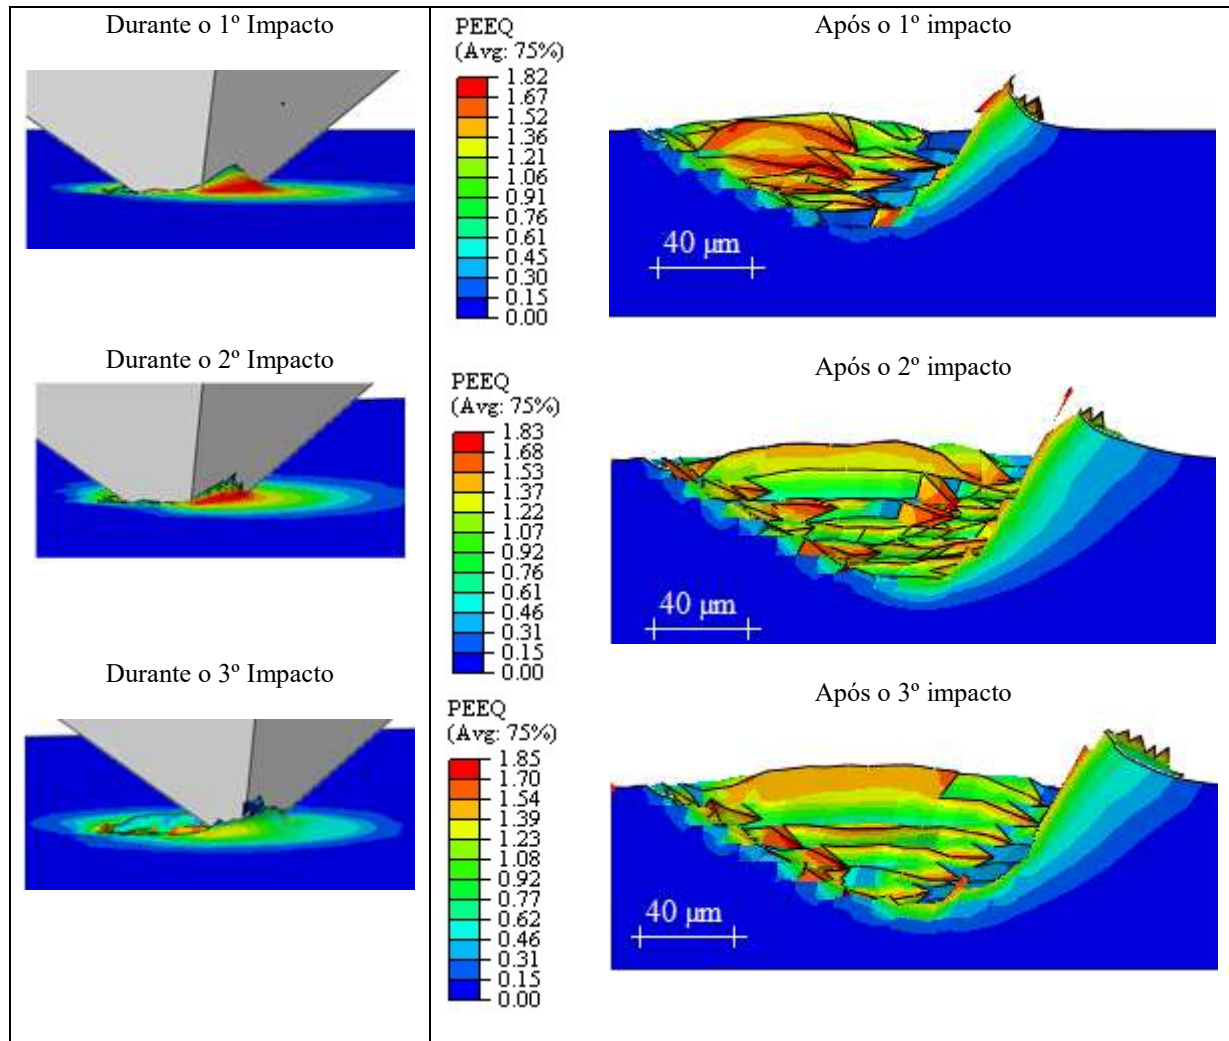 Durante o 1º Impacto
PEEQ
(Avg: 75%)
1.82
1.67
1.52
1.36
1.21
1.06
0.91
0.76
0.61
0.45
0.30
0.15
0.00
Após o 1º impacto
40 µm
Durante o 2º Impacto
PEEQ
(Avg: 75%)
1.83
1.68
1.53
1.37
1.22
1.07
0.92
0.76
0.61
0.46
0.31
0.15
0.00
Após o 2º impacto
40 µm
Durante o 3º Impacto
PEEQ
(Avg: 75%)
1.85
1.70
1.54
1.39
1.23
1.08
0.92
0.77
0.62
0.46
0.31
0.15
0.00
Após o 3º impacto
40 µm